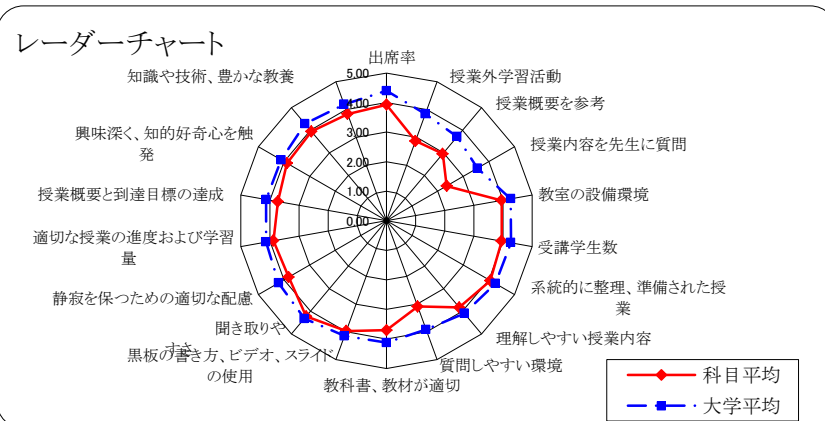 レーダーチャート
出席率
授業外学習活動
授業概要を参考
授業内容を先生に質問
教室の設備環境
受講学生数
系統的に整理、準備された授
業
理解しやすい授業内容
質問しやすい環境
教科書、教材が適切
黒板の書き方、ビデオ、スライド
の使用
聞き取りや
すさ
静寂を保つための適切な配慮
適切な授業の進度および学習
量
授業概要と到達目標の達成
興味深く、知的好奇心を触
発
知識や技術、豊かな教養
5.00
4.00
3.00
2.00
1.00
0.00
科目平均
大学平均